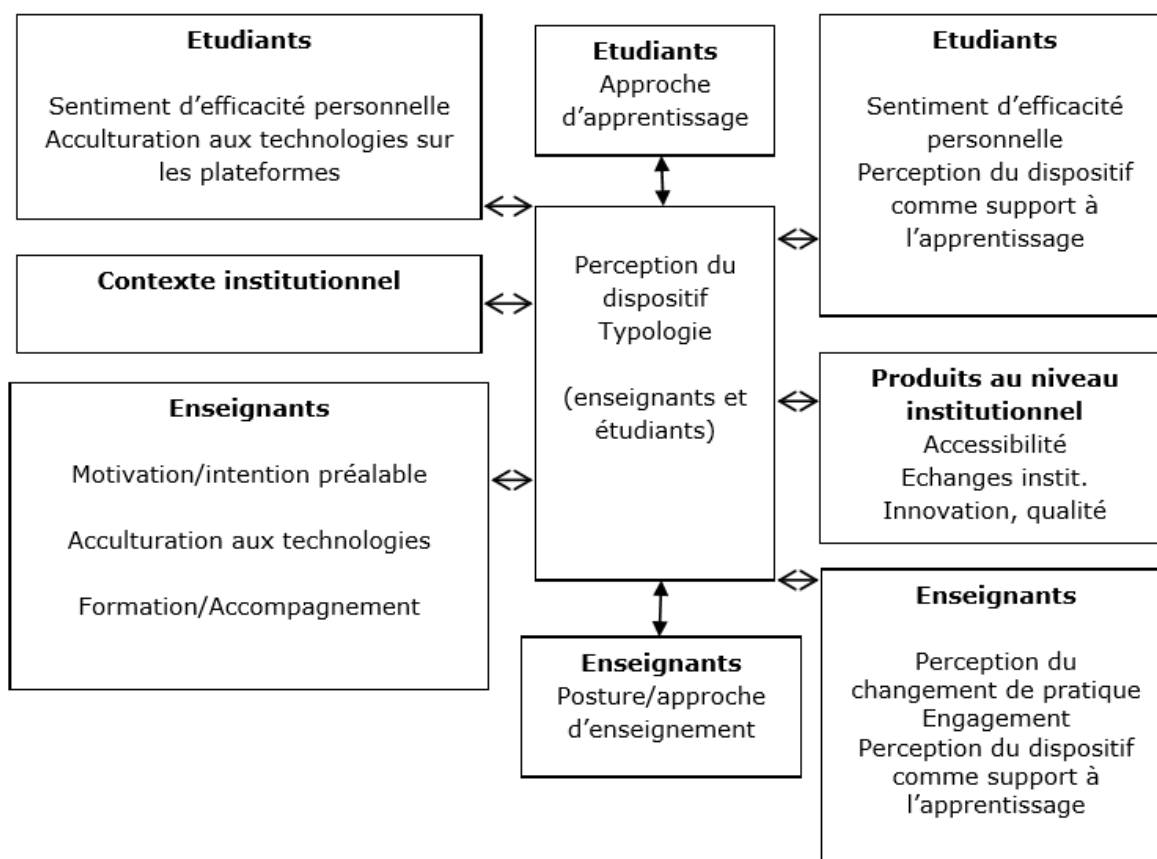 Etudiants
Sentiment d'efficacité personnelle
Acculturation aux technologies sur
les plateformes
Contexte institutionnel
Enseignants
Motivation/intention préalable
Acculturation aux technologies
Formation/Accompagnement
Etudiants
Approche
d'apprentissage
Perception du
dispositif
Typologie
(enseignants et
étudiants)
Enseignants
Posture/approche
d'enseignement
Etudiants
Sentiment d'efficacité
personnelle
Perception du dispositif
comme support à
l'apprentissage
Produits au niveau
institutionnel
Accessibilité
Echanges instit.
Innovation, qualité
Enseignants
Perception du
changement de pratique
Engagement
Perception du dispositif
comme support à
l'apprentissage